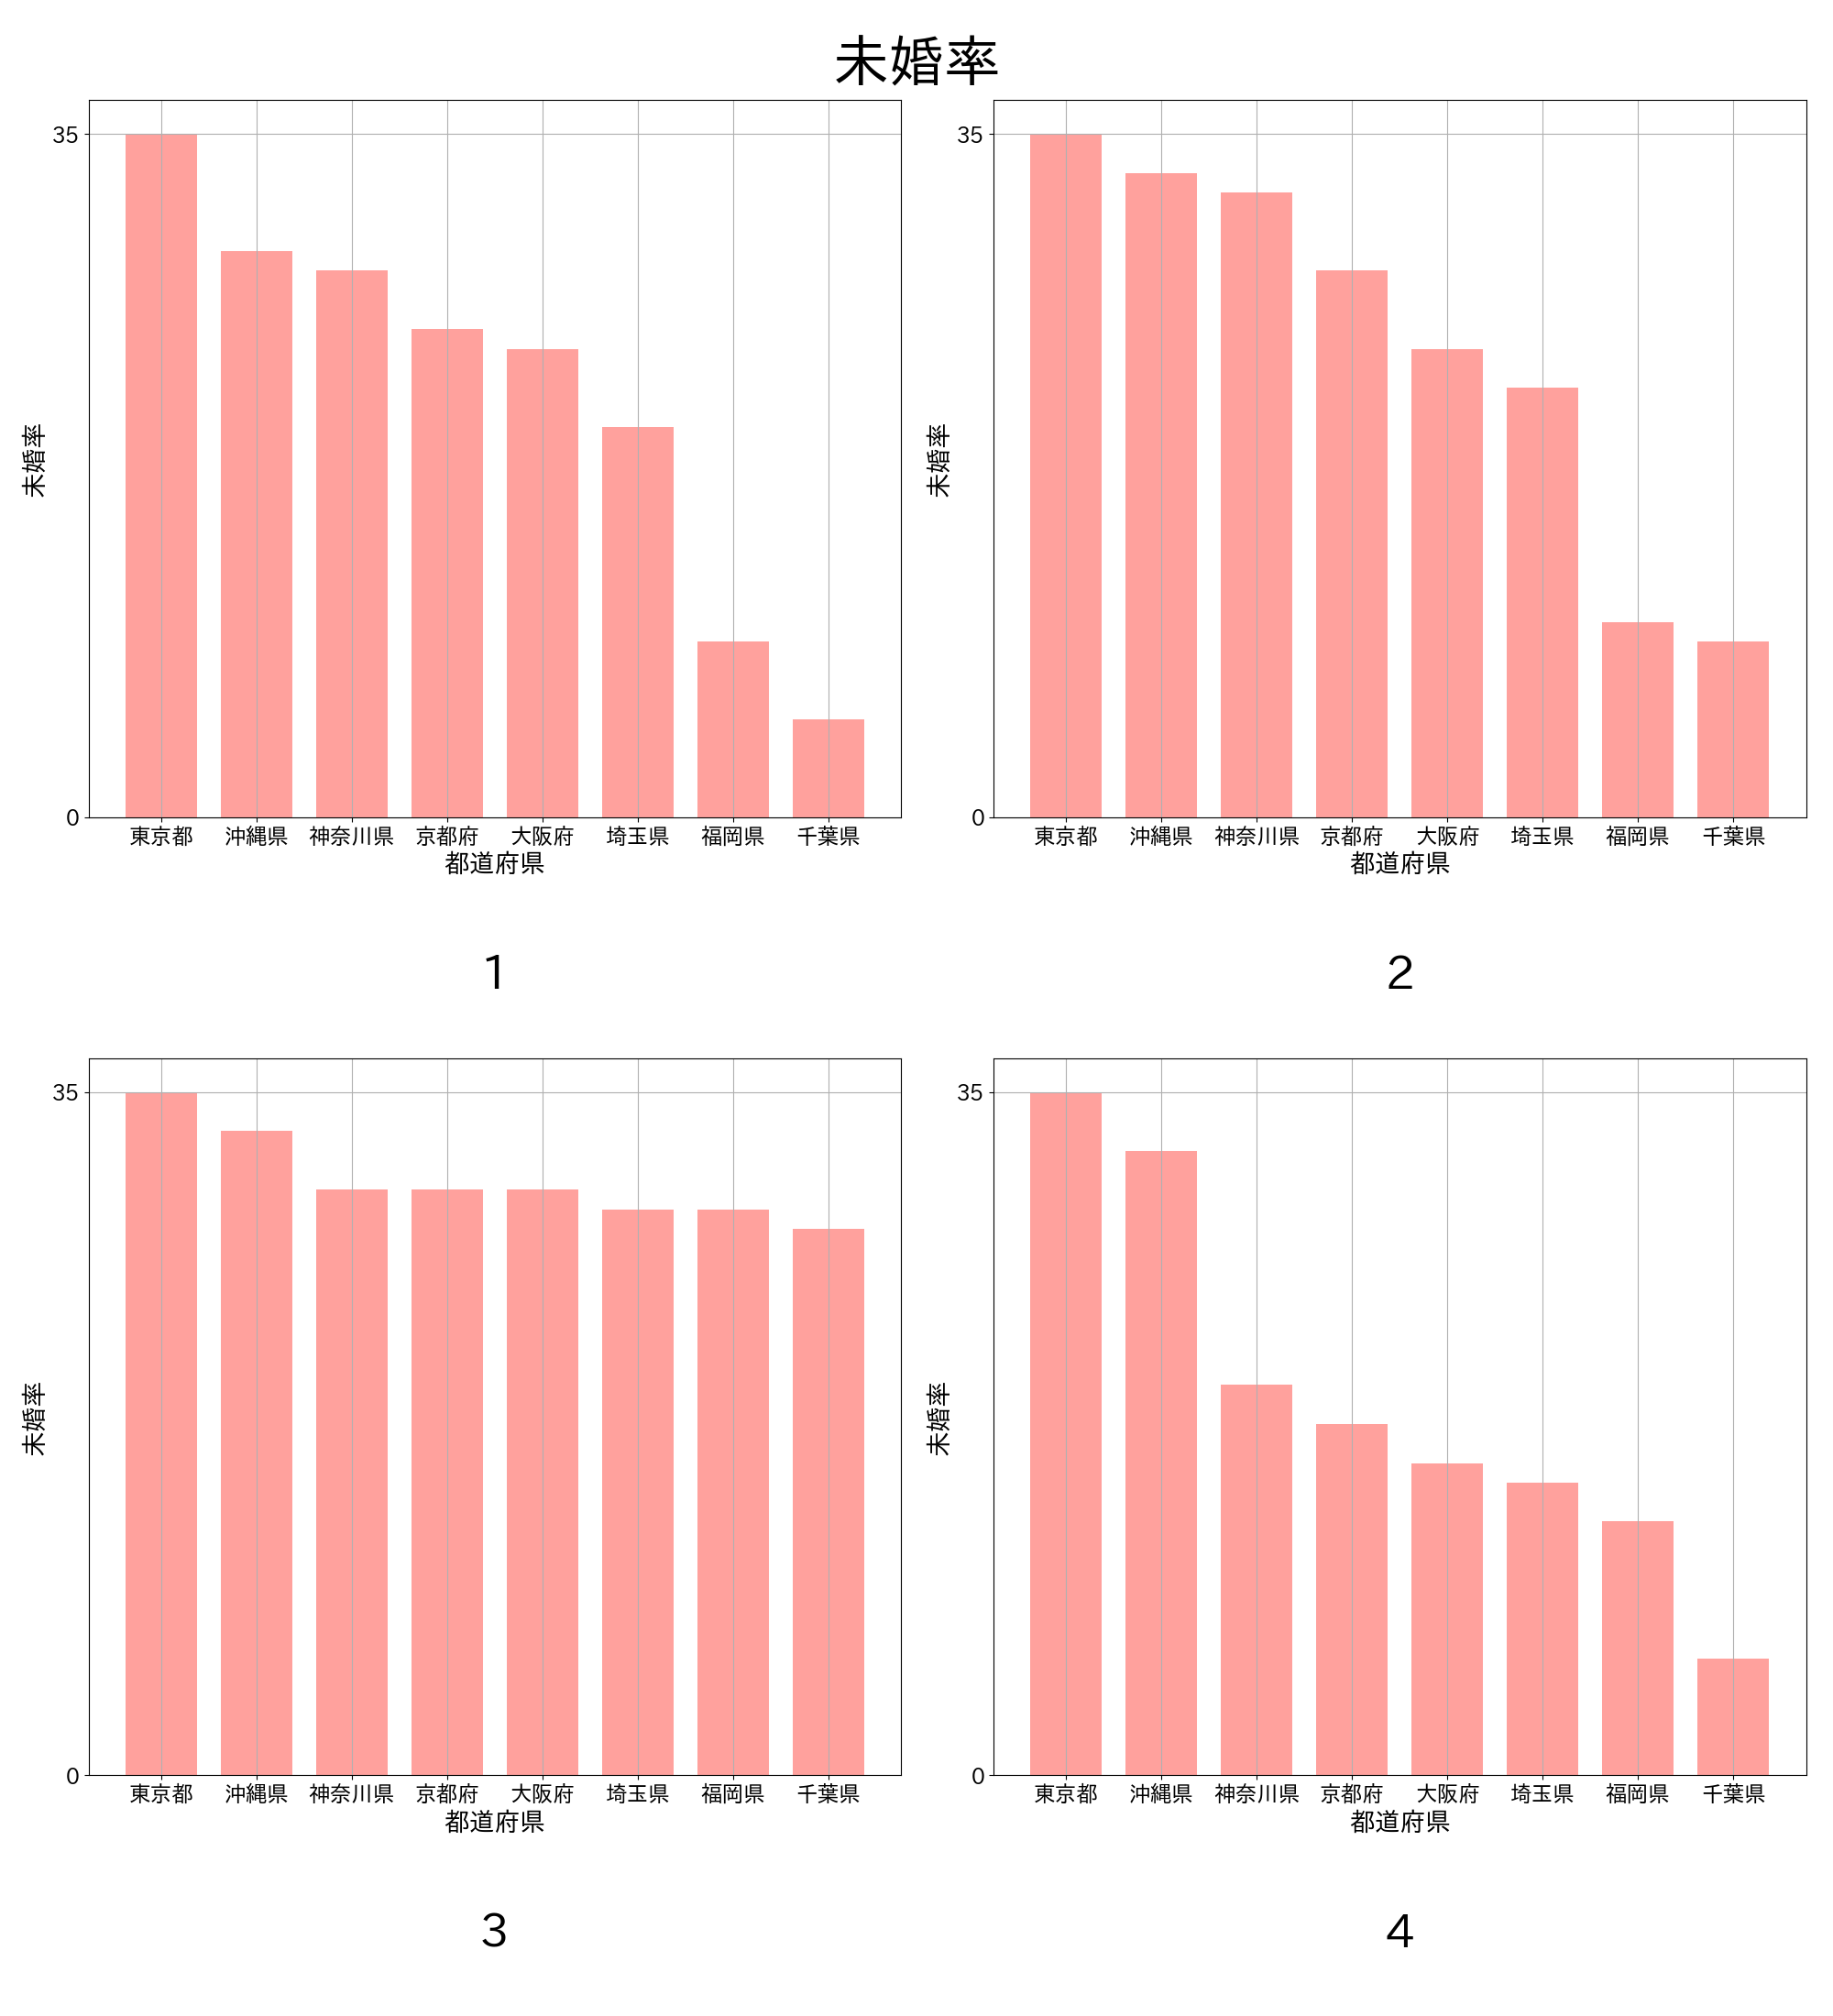 未婚率
35
0
未婚率
東京都 沖縄県 神奈川県 京都府 大阪府 埼玉県 福岡県 千葉県
都道府県
1
35
0
未婚率
東京都 沖縄県 神奈川県 京都府 大阪府 埼玉県 福岡県 千葉県
都道府県
2
35
0
未婚率
東京都 沖縄県 神奈川県 京都府 大阪府 埼玉県 福岡県 千葉県
都道府県
3
35
0
未婚率
東京都 沖縄県 神奈川県 京都府 大阪府 埼玉県 福岡県 千葉県
都道府県
4